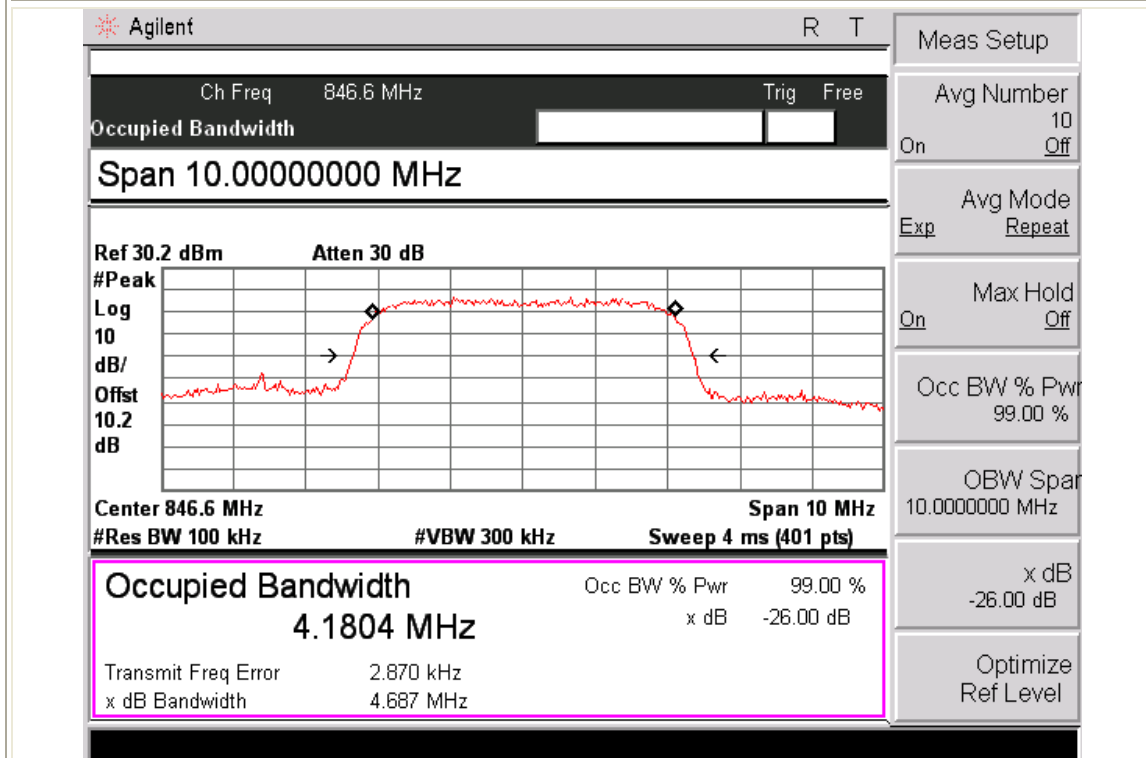 Agilent R T
Ch Freq 846.6 MHz Trig Free
Occupied Bandwidth
Span 10.00000000 MHz
Ref 30.2 dBm Atten 30 dB
#Peak
Log
10
dB/
Offst
10.2
dB
Center 846.6 MHz Span 10 MHz
#Res BW 100 kHz #VBW 300 kHz Sweep 4 ms (401 pts)
Occupied Bandwidth Occ BW % Pwr 99.00 %
4.1804 MHz x dB -26.00 dB
Transmit Freq Error 2.870 kHz
x dB Bandwidth 4.687 MHz
Meas Setup
Avg Number
10
On Off
Avg Mode
Exp Repeat
Max Hold
On Off
Occ BW % Pwr
99.00 %
OBW Span
10.0000000 MHz
x dB
-26.00 dB
Optimize
Ref Level